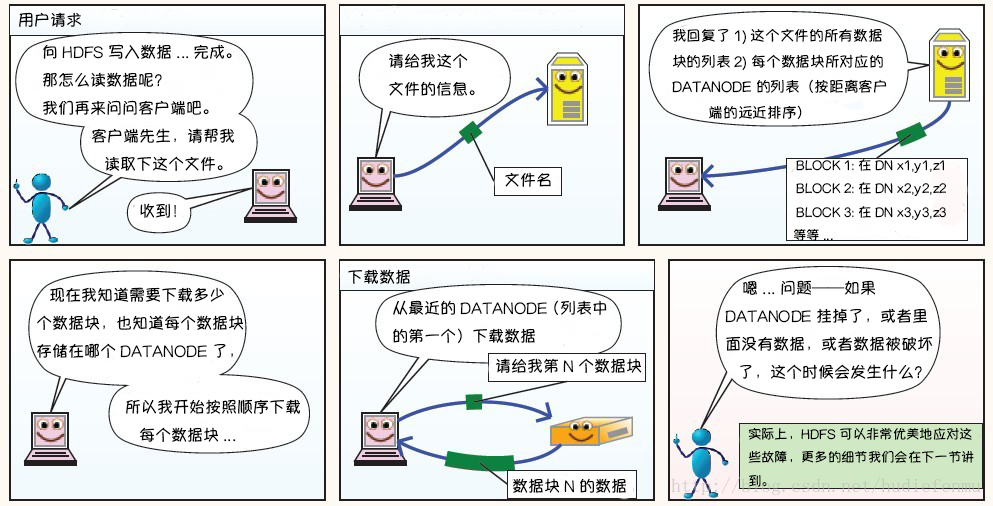 用户请求
向 HDFS 写入数据 ... 完成。
那怎么读数据呢?
我们再来问问客户端吧。
客户端先生，请帮我
读取下这个文件。
收到!
请给我这个
文件的信息。
文件名
我回复了 1) 这个文件的所有数据
块的列表 2) 每个数据块所对应的
DATANODE 的列表（按距离客户
端的远近排序）
BLOCK 1: 在 DN x1,y1,z1
BLOCK 2: 在 DN x2,y2,z2
BLOCK 3: 在 DN x3,y3,z3
等等 ...
现在我知道需要下载多少
个数据块，也知道每个数据块
存储在哪个 DATANODE 了，
所以我开始按照顺序下载
每个数据块 ...
下载数据
从最近的 DATANODE（列表中
的第一个）下载数据
请给我第 N 个数据块
数据块 N 的数据
嗯 ... 问题——如果
DATANODE 挂掉了，或者里
面没有数据，或者数据被破坏
了，这个时候会发生什么?
实际上，HDFS 可以非常优美地应对这
些故障，更多的细节我们会在下一节讲
到。
http://blog.csdn.net/hudiefenmu